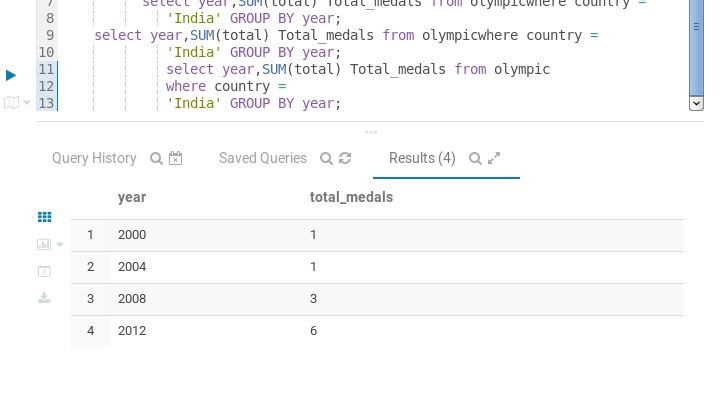 7 select year,SUM(total) Total_medals from olympicwhere country =
8 'India' GROUP BY year;
9 select year,SUM(total) Total_medals from olympicwhere country =
10 'India' GROUP BY year;
11 select year,SUM(total) Total_medals from olympic
12 where country =
13 'India' GROUP BY year;
Query History Saved Queries Results (4)
year total_medals
1 2000 1
2 2004 1
3 2008 3
4 2012 6